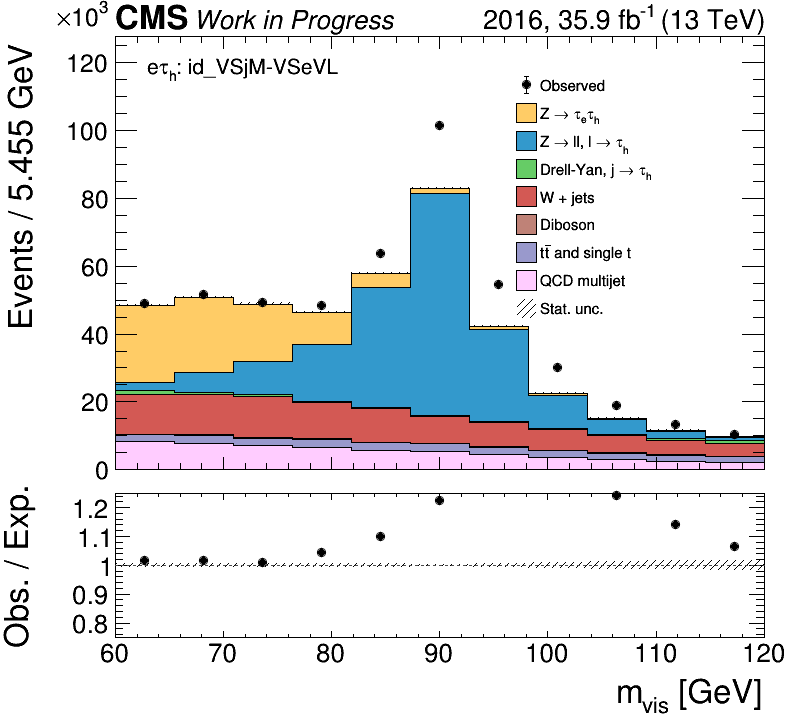 ×10³ CMS Work in Progress 2016, 35.9 fb⁻¹ (13 TeV)
eτₕ: id_VSjM-VSeVL
Observed
Z → τₑτₕ
Z → ll, l → τₕ
Drell-Yan, j → τₕ
W + jets
Diboson
tt̄ and single t
QCD multijet
Stat. unc.
Events / 5.455 GeV
120
100
80
60
40
20
0
Obs. / Exp.
1.2
1.1
1
0.9
0.8
60 70 80 90 100 110 120
m_vis [GeV]